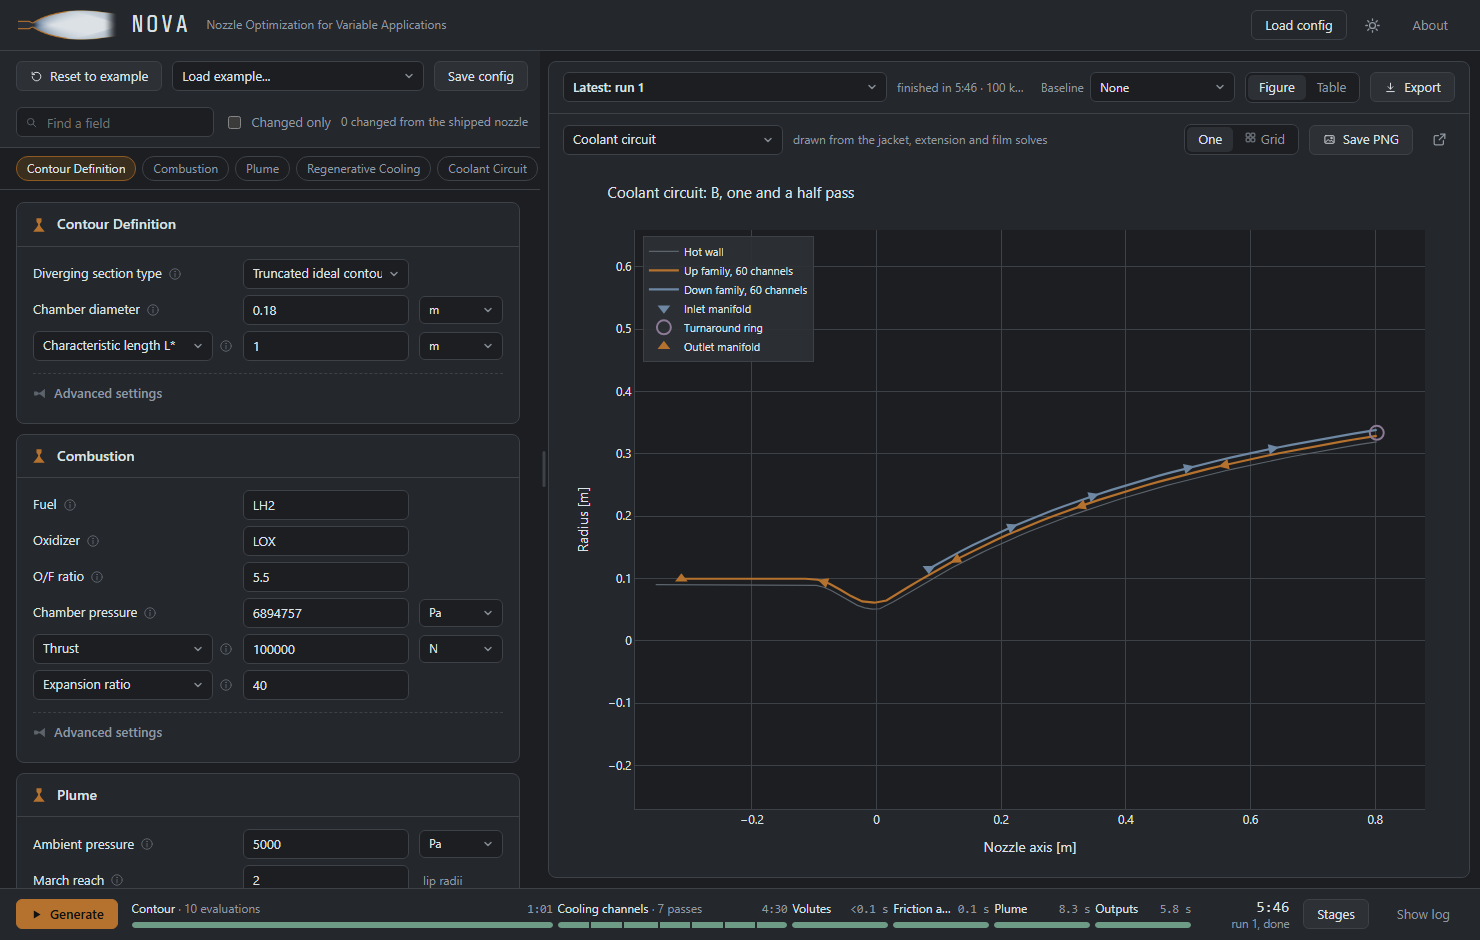 NOVA
Nozzle Optimization for Variable Applications
Load config
About
Reset to example
Load example...
Save config
Find a field
Changed only
0 changed from the shipped nozzle
Contour Definition
Combustion
Plume
Regenerative Cooling
Coolant Circuit
Contour Definition
Diverging section type
Truncated ideal contou
Chamber diameter
0.18
m
Characteristic length L*
1
m
Advanced settings
Combustion
Fuel
LH2
Oxidizer
LOX
O/F ratio
5.5
Chamber pressure
6894757
Pa
Thrust
100000
N
Expansion ratio
40
Advanced settings
Plume
Ambient pressure
5000
Pa
March reach
2
lip radii
Latest: run 1
finished in 5:46 · 100 k...
Baseline
None
Figure
Table
Export
Coolant circuit
drawn from the jacket, extension and film solves
One
Grid
Save PNG
Coolant circuit: B, one and a half pass
Hot wall
Up family, 60 channels
Down family, 60 channels
Inlet manifold
Turnaround ring
Outlet manifold
0.6
0.5
0.4
0.3
0.2
0.1
0
−0.1
−0.2
Radius [m]
−0.2
0
0.2
0.4
0.6
0.8
Nozzle axis [m]
Generate
Contour · 10 evaluations
1:01
Cooling channels · 7 passes
4:30
Volutes
<0.1 s
Friction a...
0.1 s
Plume
8.3 s
Outputs
5.8 s
5:46
run 1, done
Stages
Show log